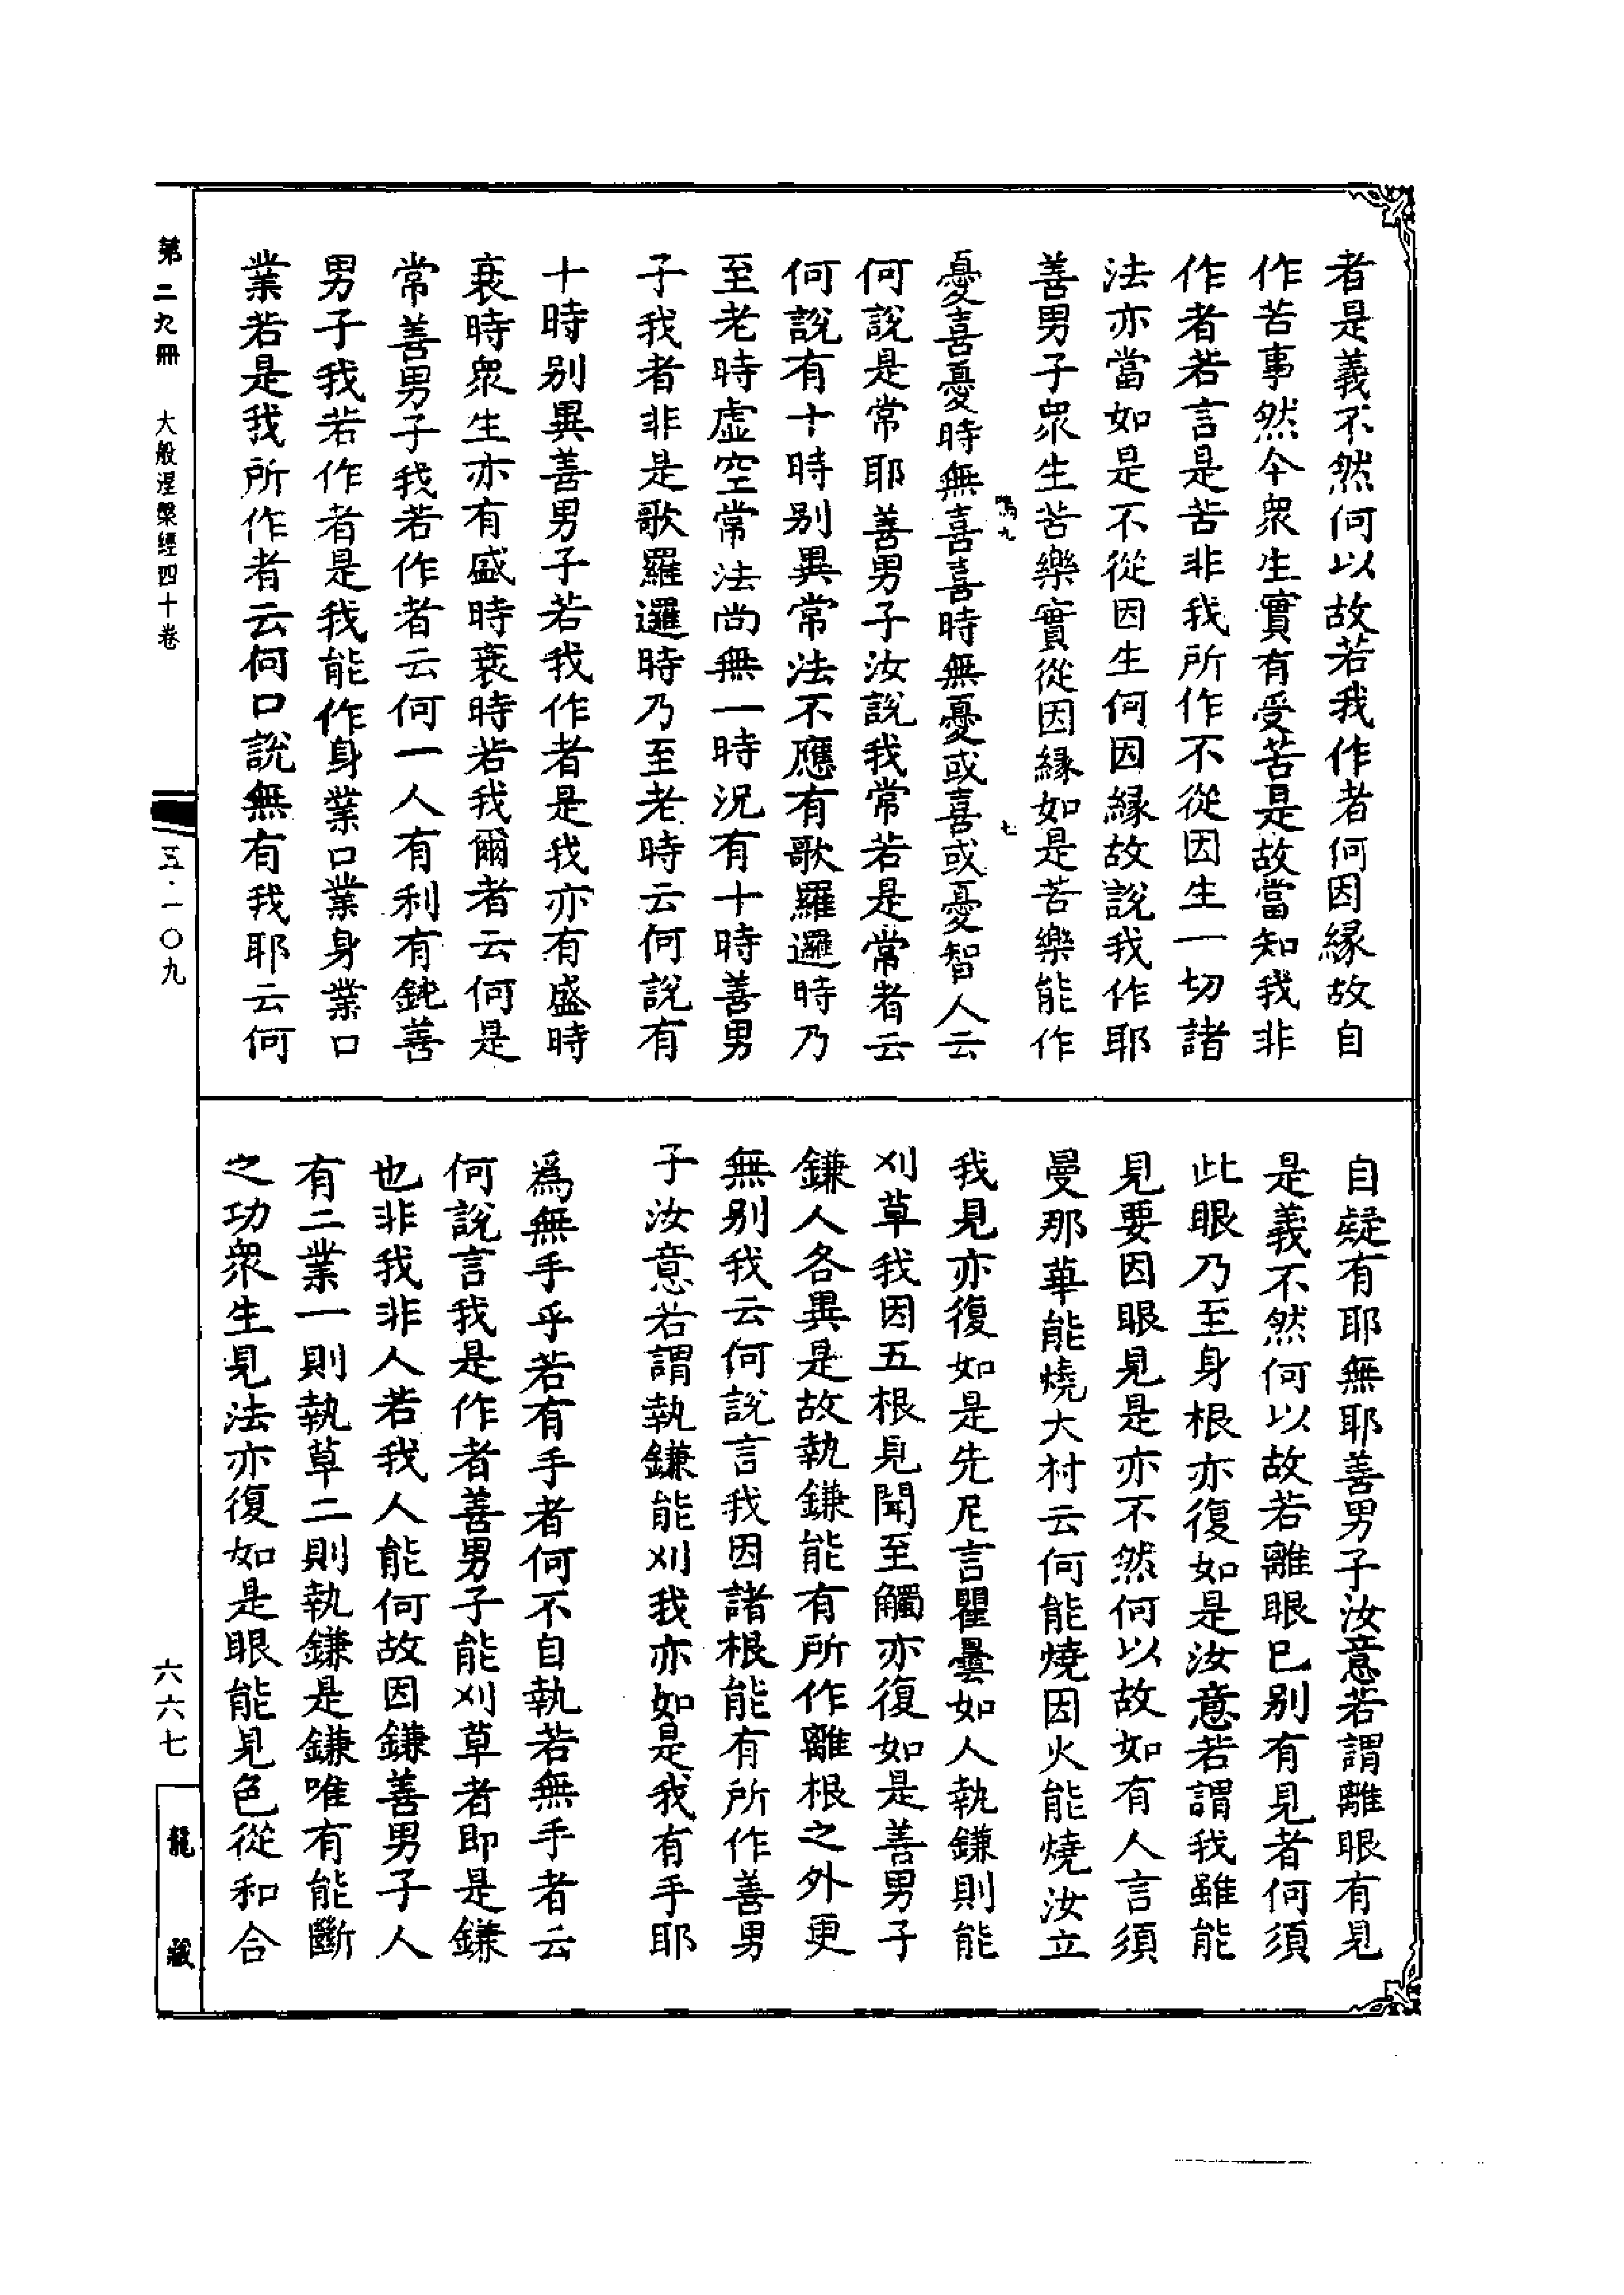 者是義不然何以故若我作者何因緣故自
作苦事然今衆生實有受苦是故當知我非
作者若言是苦非我所作不從因生一切諸
法亦當如是不從因生何因緣故說我作耶
善男子衆生苦樂實從因緣如是苦樂能作
鳴九
七
憂喜憂時無喜喜時無憂或喜或憂智人云
何說是常耶善男子汝說我常若是常者云
何說有十時别異常法不應有歌羅邏時乃
至老時虛空常法尚無一時況有十時善男
子我者非是歌羅邏時乃至老時云何說有
十時别異善男子若我作者是我亦有盛時
衰時衆生亦有盛時衰時若我爾者云何是
常善男子我若作者云何一人有利有鈍善
男子我若作者是我能作身業口業身業口
業若是我所作者云何口說無有我耶云何
自疑有耶無耶善男子汝意若謂離眼有見
是義不然何以故若離眼已别有見者何須
此眼乃至身根亦復如是汝意若謂我雖能
見要因眼見是亦不然何以故如有人言須
曼那華能燒大村云何能燒因火能燒汝立
我見亦復如是先尼言瞿曇如人執鎌則能
刈草我因五根見聞至觸亦復如是善男子
鎌人各異是故執鎌能有所作離根之外更
無别我云何說言我因諸根能有所作善男
子汝意若謂執鎌能刈我亦如是我有手耶
爲無手乎若有手者何不自執若無手者云
何說言我是作者善男子能刈草者即是鎌
也非我非人若我人能何故因鎌善男子人
有二業一則執草二則執鎌是鎌唯有能斷
之功衆生見法亦復如是眼能見色從和合
第二九冊 大般涅槃經四十卷
五·一〇九
六六七
龍藏